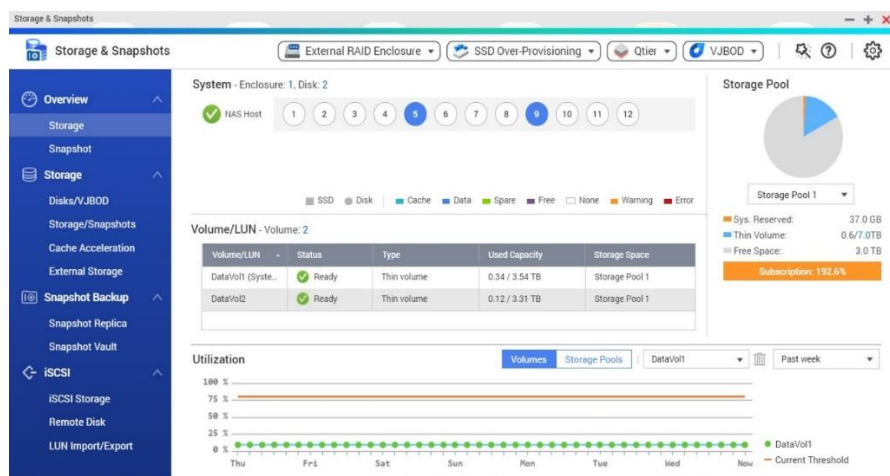 Storage & Snapshots
Storage & Snapshots
External RAID Enclosure
SSD Over-Provisioning
Qtier
VJBOD
Overview
Storage
Snapshot
Storage
Disks/VJBOD
Storage/Snapshots
Cache Acceleration
External Storage
Snapshot Backup
Snapshot Replica
Snapshot Vault
iSCSI
iSCSI Storage
Remote Disk
LUN Import/Export
System - Enclosure: 1, Disk: 2
NAS Host 1 2 3 4 5 6 7 8 9 10 11 12
SSD Disk Cache Data Spare Free None Warning Error
Volume/LUN - Volume: 2
Volume/LUN Status Type Used Capacity Storage Space
DataVol1 (Syste... Ready Thin volume 0.34 / 3.54 TB Storage Pool 1
DataVol2 Ready Thin volume 0.12 / 3.31 TB Storage Pool 1
Storage Pool
Storage Pool 1
Sys. Reserved: 37.0 GB
Thin Volume: 0.6/7.0TB
Free Space: 3.0 TB
Subscription: 192.6%
Utilization Volumes Storage Pools : DataVol1 Past week
100 %
75 %
50 %
25 %
0 %
Thu Fri Sat Sun Mon Tue Wed Now
DataVol1
Current Threshold